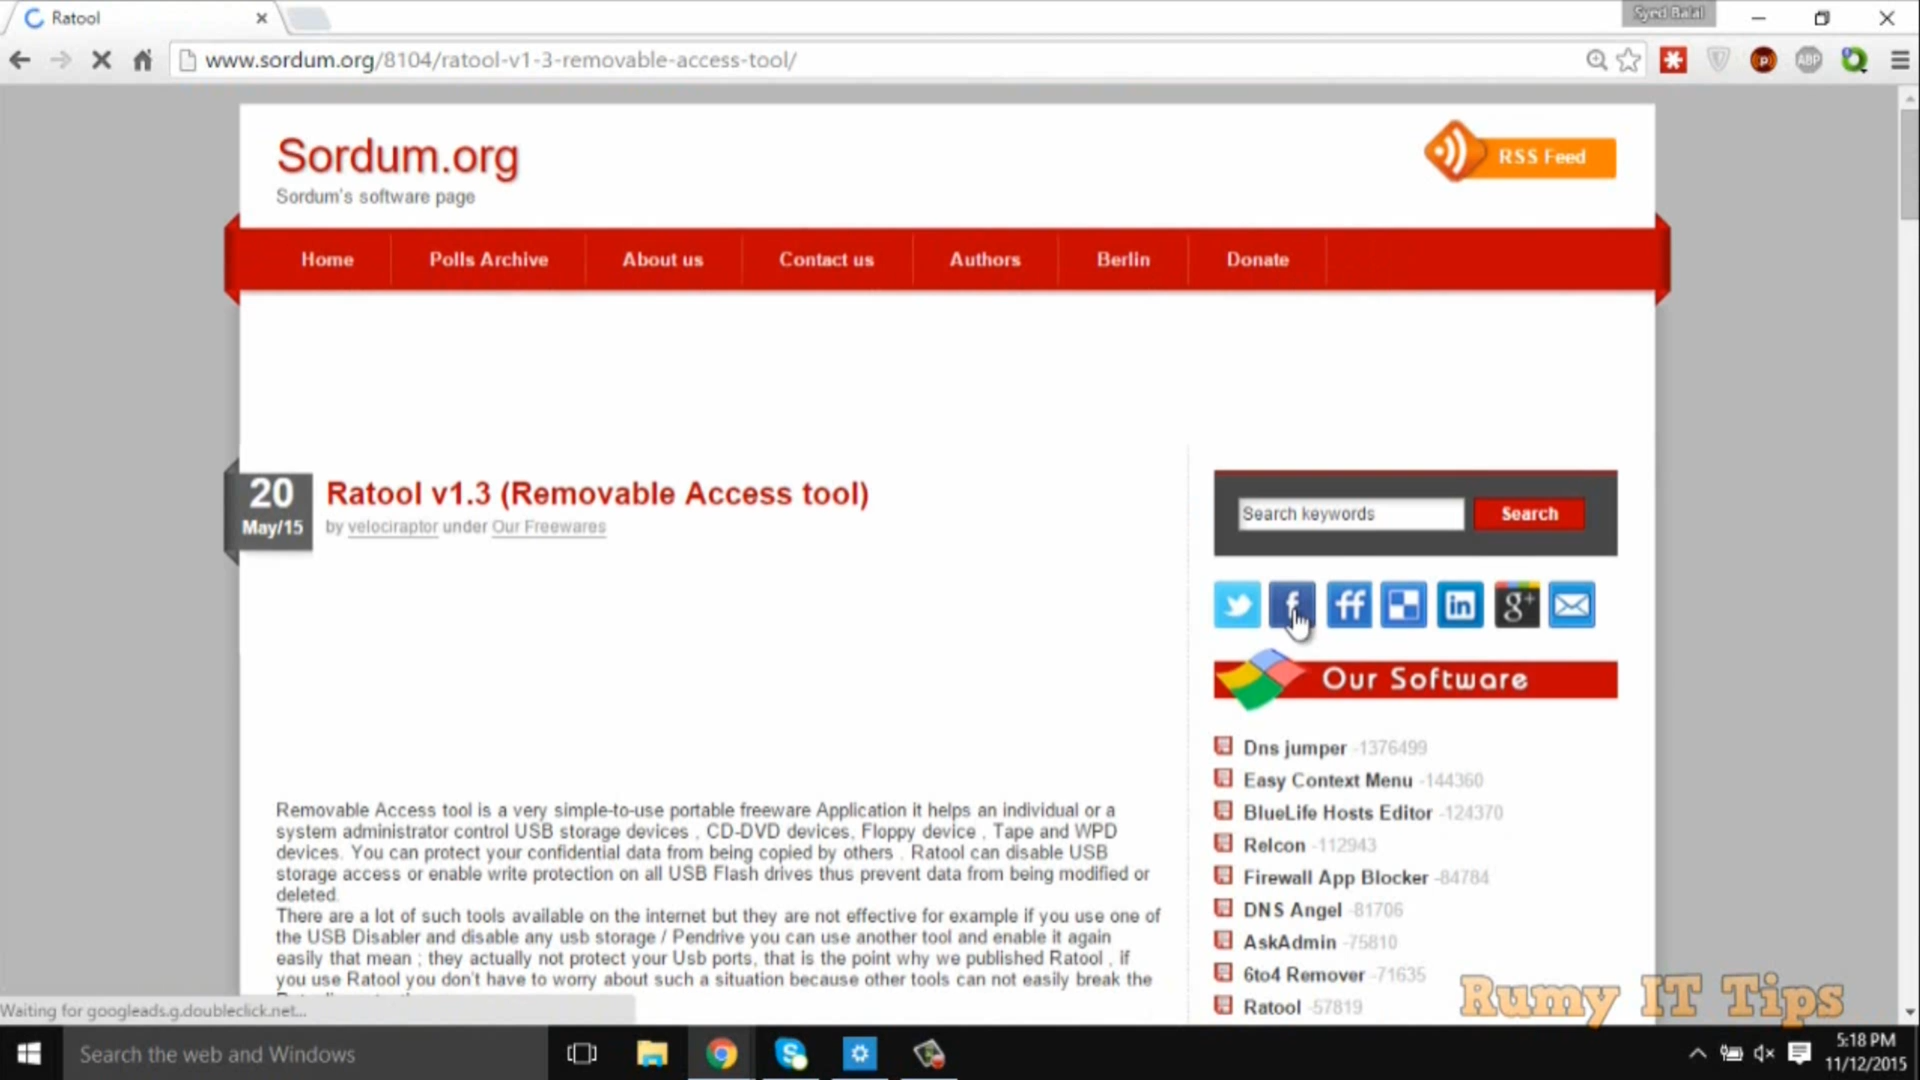 Ratool
Syed Balal
www.sordum.org/8104/ratool-v1-3-removable-access-tool/
ABP
Sordum.org
Sordum's software page
RSS Feed
Home
Polls Archive
About us
Contact us
Authors
Berlin
Donate
20
May/15
Ratool v1.3 (Removable Access tool)
by velociraptor under Our Freewares
Removable Access tool is a very simple-to-use portable freeware Application it helps an individual or a
system administrator control USB storage devices , CD-DVD devices, Floppy device , Tape and WPD
devices. You can protect your confidential data from being copied by others . Ratool can disable USB
storage access or enable write protection on all USB Flash drives thus prevent data from being modified or
deleted.
There are a lot of such tools available on the internet but they are not effective for example if you use one of
the USB Disabler and disable any usb storage / Pendrive you can use another tool and enable it again
easily that mean ; they actually not protect your Usb ports, that is the point why we published Ratool , if
you use Ratool you don't have to worry about such a situation because other tools can not easily break the
Search keywords
Search
f
ff
in
g+
Our Software
Dns jumper -1376499
Easy Context Menu -144360
BlueLife Hosts Editor -124370
ReIcon -112943
Firewall App Blocker -84784
DNS Angel -81706
AskAdmin -75810
6to4 Remover -71635
Ratool -57819
Rumy IT Tips
Waiting for googleads.g.doubleclick.net...
Search the web and Windows
5:18 PM
11/12/2015